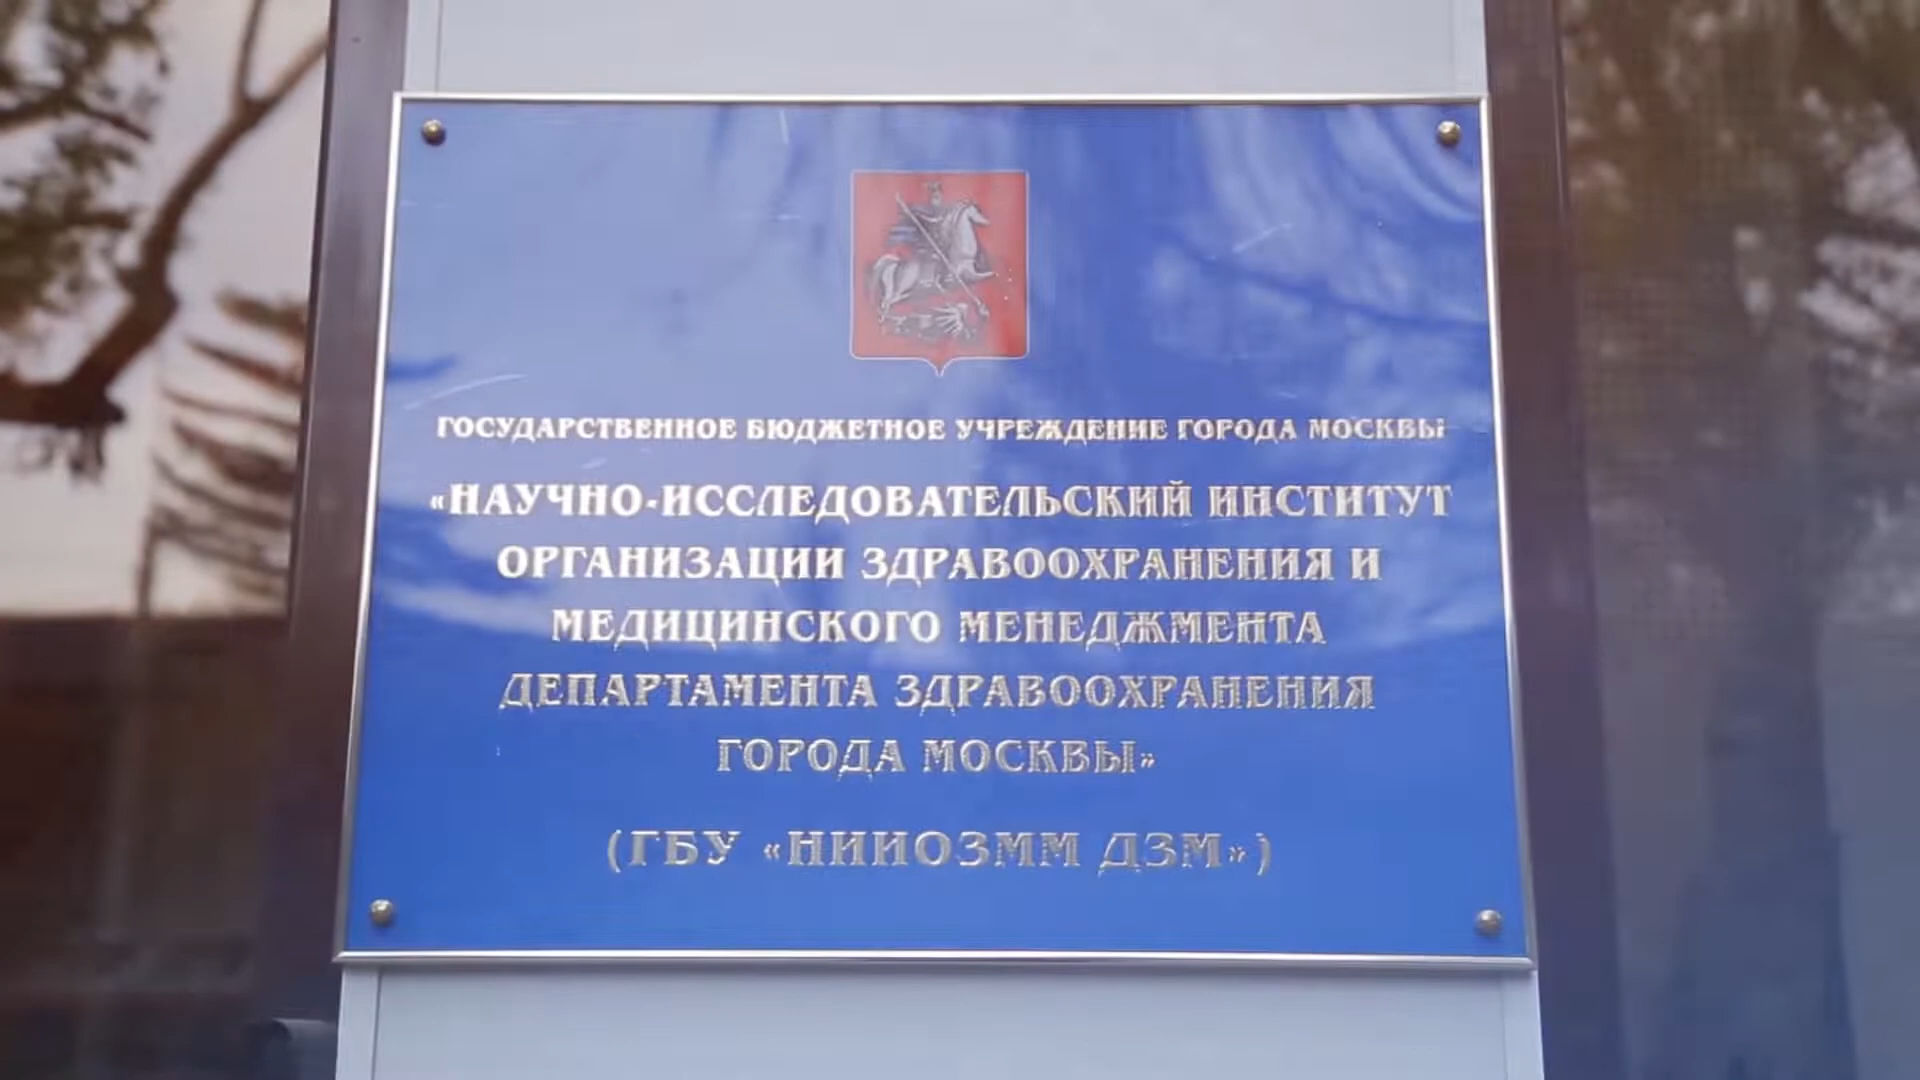 ГОСУДАРСТВЕННОЕ БЮДЖЕТНОЕ УЧРЕЖДЕНИЕ ГОРОДА МОСКВЫ
«НАУЧНО-ИССЛЕДОВАТЕЛЬСКИЙ ИНСТИТУТ
ОРГАНИЗАЦИИ ЗДРАВООХРАНЕНИЯ И
МЕДИЦИНСКОГО МЕНЕДЖМЕНТА
ДЕПАРТАМЕНТА ЗДРАВООХРАНЕНИЯ
ГОРОДА МОСКВЫ»
(ГБУ «НИИОЗММ ДЗМ»)